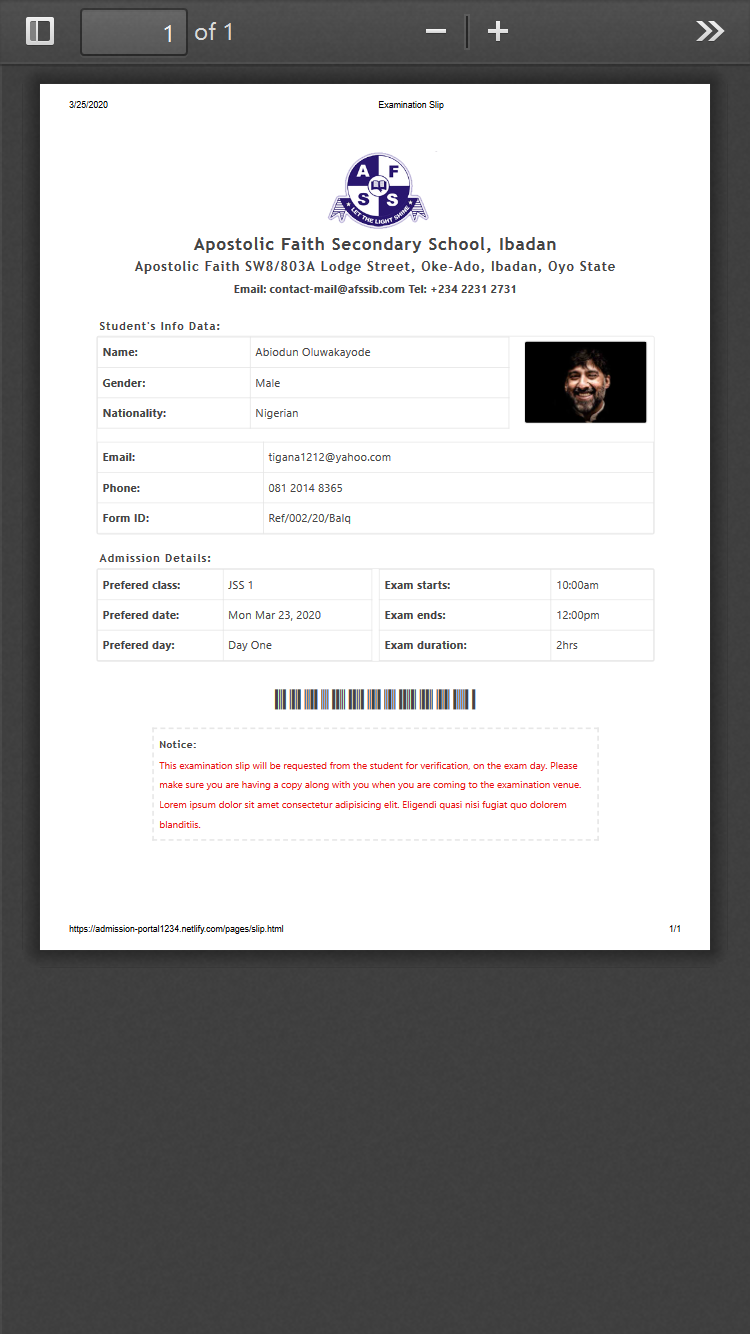 1 of 1
3/25/2020 Examination Slip
A F
S S
LET THE LIGHT SHINE
Apostolic Faith Secondary School, Ibadan
Apostolic Faith SW8/803A Lodge Street, Oke-Ado, Ibadan, Oyo State
Email: contact-mail@afssib.com Tel: +234 2231 2731
Student's Info Data:
Name: Abiodun Oluwakayode
Gender: Male
Nationality: Nigerian
Email: tigana1212@yahoo.com
Phone: 081 2014 8365
Form ID: Ref/002/20/Balq
Admission Details:
Prefered class: JSS 1 Exam starts: 10:00am
Prefered date: Mon Mar 23, 2020 Exam ends: 12:00pm
Prefered day: Day One Exam duration: 2hrs
Notice:
This examination slip will be requested from the student for verification, on the exam day. Please
make sure you are having a copy along with you when you are coming to the examination venue.
Lorem ipsum dolor sit amet consectetur adipisicing elit. Eligendi quasi nisi fugiat quo dolorem
blanditiis.
https://admission-portal1234.netlify.com/pages/slip.html 1/1